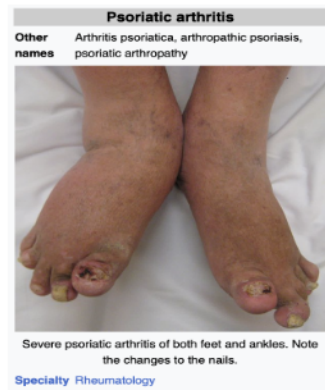 Psoriatic arthritis
Other names Arthritis psoriatica, arthropathic psoriasis,
psoriatic arthropathy
Severe psoriatic arthritis of both feet and ankles. Note
the changes to the nails.
Specialty Rheumatology